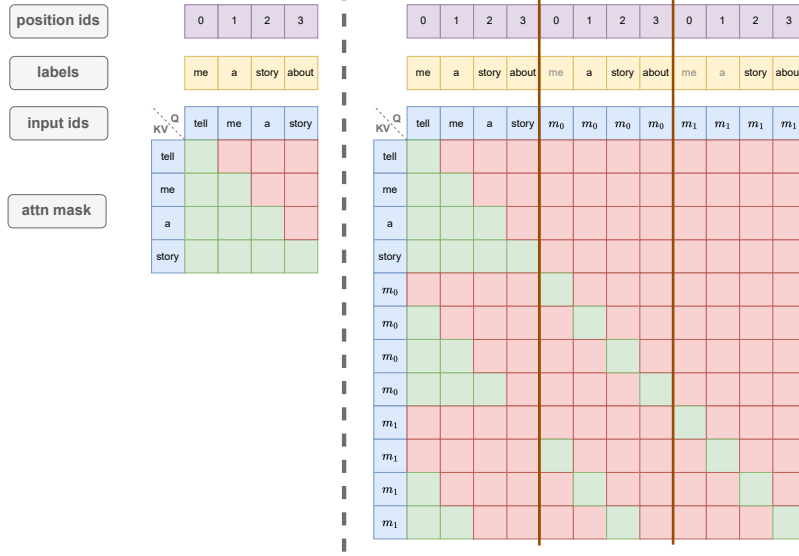 position ids 0 1 2 3 0 1 2 3 0 1 2 3 0 1 2 3
labels me a story about me a story about me a story about me a story abou
input ids Q KV tell me a story Q KV tell me a story m₀ m₀ m₀ m₀ m₁ m₁ m₁ m₁
tell tell
me me
attn mask
a a
story story
m₀
m₀
m₀
m₀
m₁
m₁
m₁
m₁